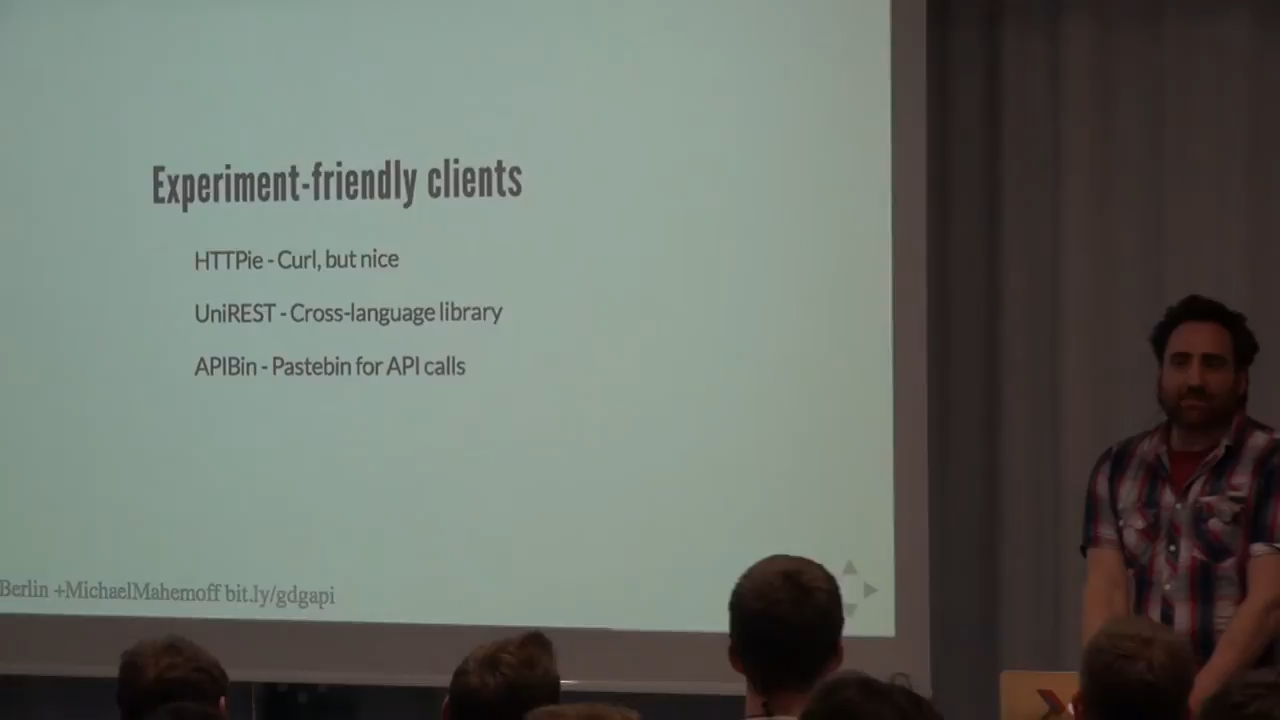 Experiment-friendly clients
HTTPie - Curl, but nice
UniREST - Cross-language library
APIBin - Pastebin for API calls
Berlin +MichaelMahemoff bit.ly/gdgapi